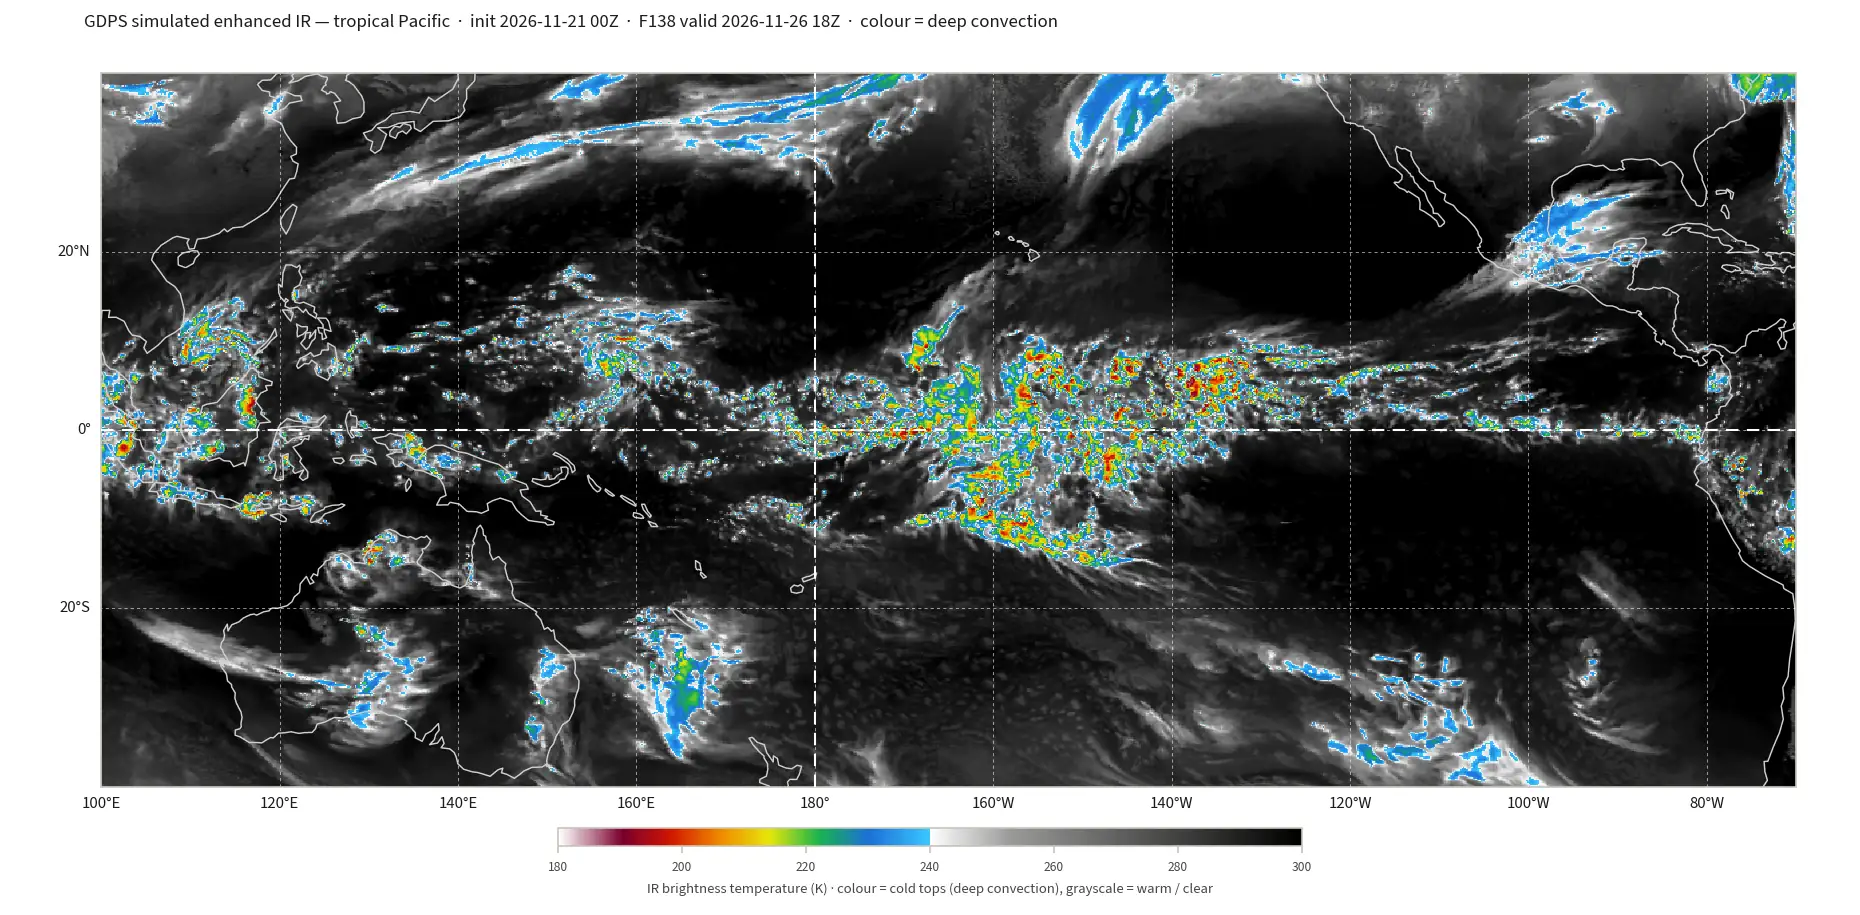 GDPS simulated enhanced IR — tropical Pacific · init 2026-11-21 00Z · F138 valid 2026-11-26 18Z · colour = deep convection
20°N
0°
20°S
100°E 120°E 140°E 160°E 180° 160°W 140°W 120°W 100°W 80°W
180 200 220 240 260 280 300
IR brightness temperature (K) · colour = cold tops (deep convection), grayscale = warm / clear